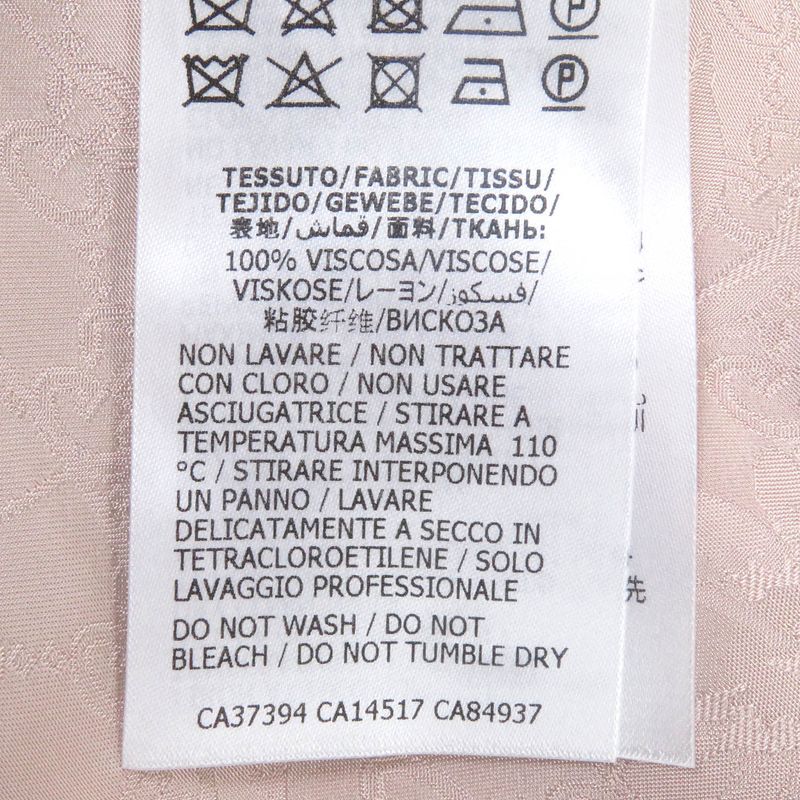 TESSUTO/FABRIC/TISSU/
TEJIDO/GEWEBE/TECIDO/
表地/قماش/面料/ТКАНЬ:
100% VISCOSA/VISCOSE/
VISKOSE/レーヨン/فسكوز/
粘胶纤维/ВИСКОЗА
NON LAVARE / NON TRATTARE
CON CLORO / NON USARE
ASCIUGATRICE / STIRARE A
TEMPERATURA MASSIMA 110
°C / STIRARE INTERPONENDO
UN PANNO / LAVARE
DELICATAMENTE A SECCO IN
TETRACLOROETILENE / SOLO
LAVAGGIO PROFESSIONALE
DO NOT WASH / DO NOT
BLEACH / DO NOT TUMBLE DRY
CA37394 CA14517 CA84937
P
P
先